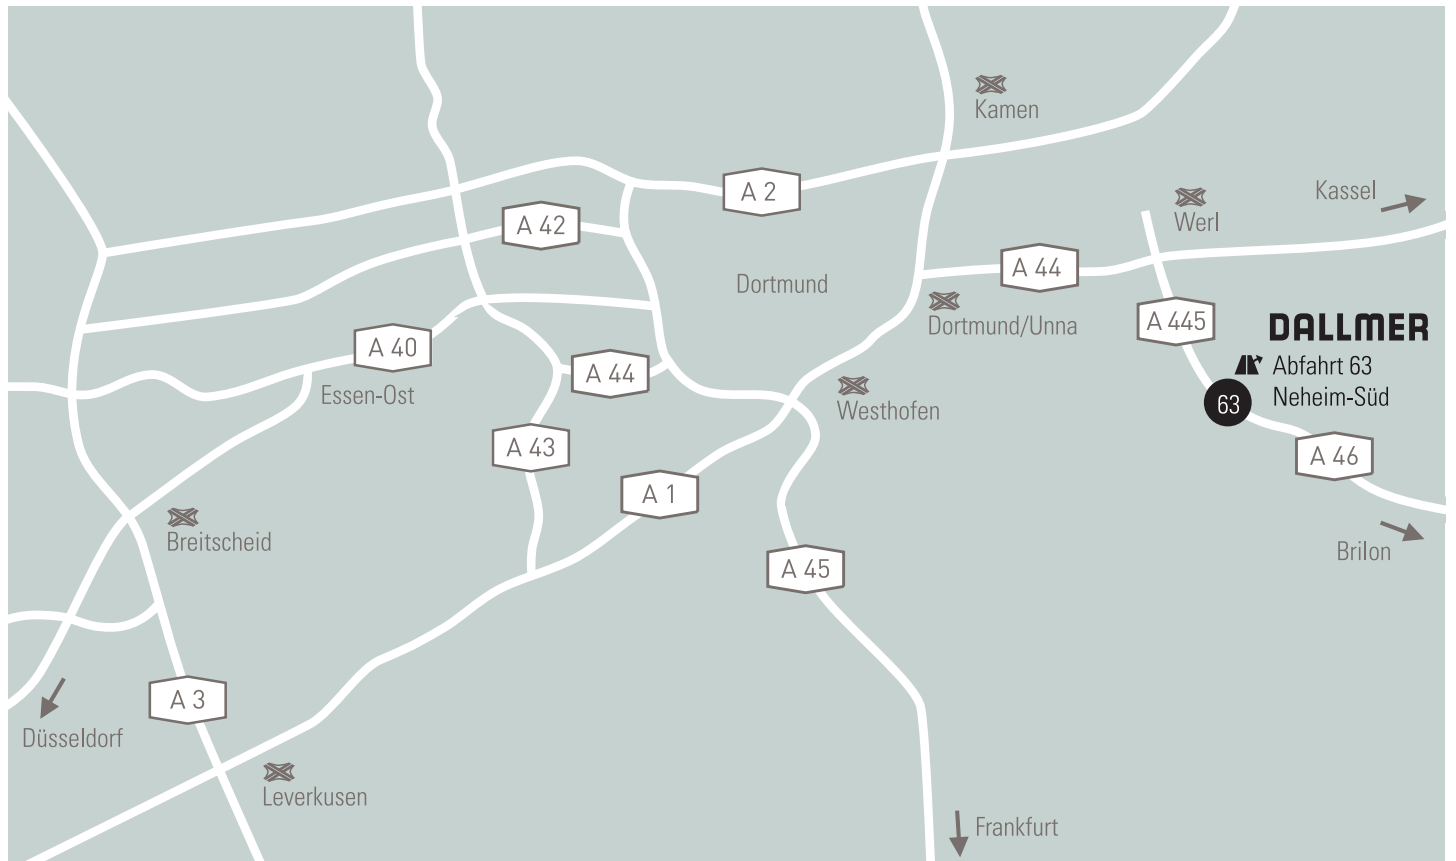 Kamen
A 2
Kassel
Werl
A 42
A 44
Dortmund
Dortmund/Unna
A 445
DALLMER
A 40
Abfahrt 63
A 44
Essen-Ost
Neheim-Süd
63
Westhofen
A 43
A 46
A 1
Breitscheid
Brilon
A 45
A 3
Düsseldorf
Leverkusen
Frankfurt